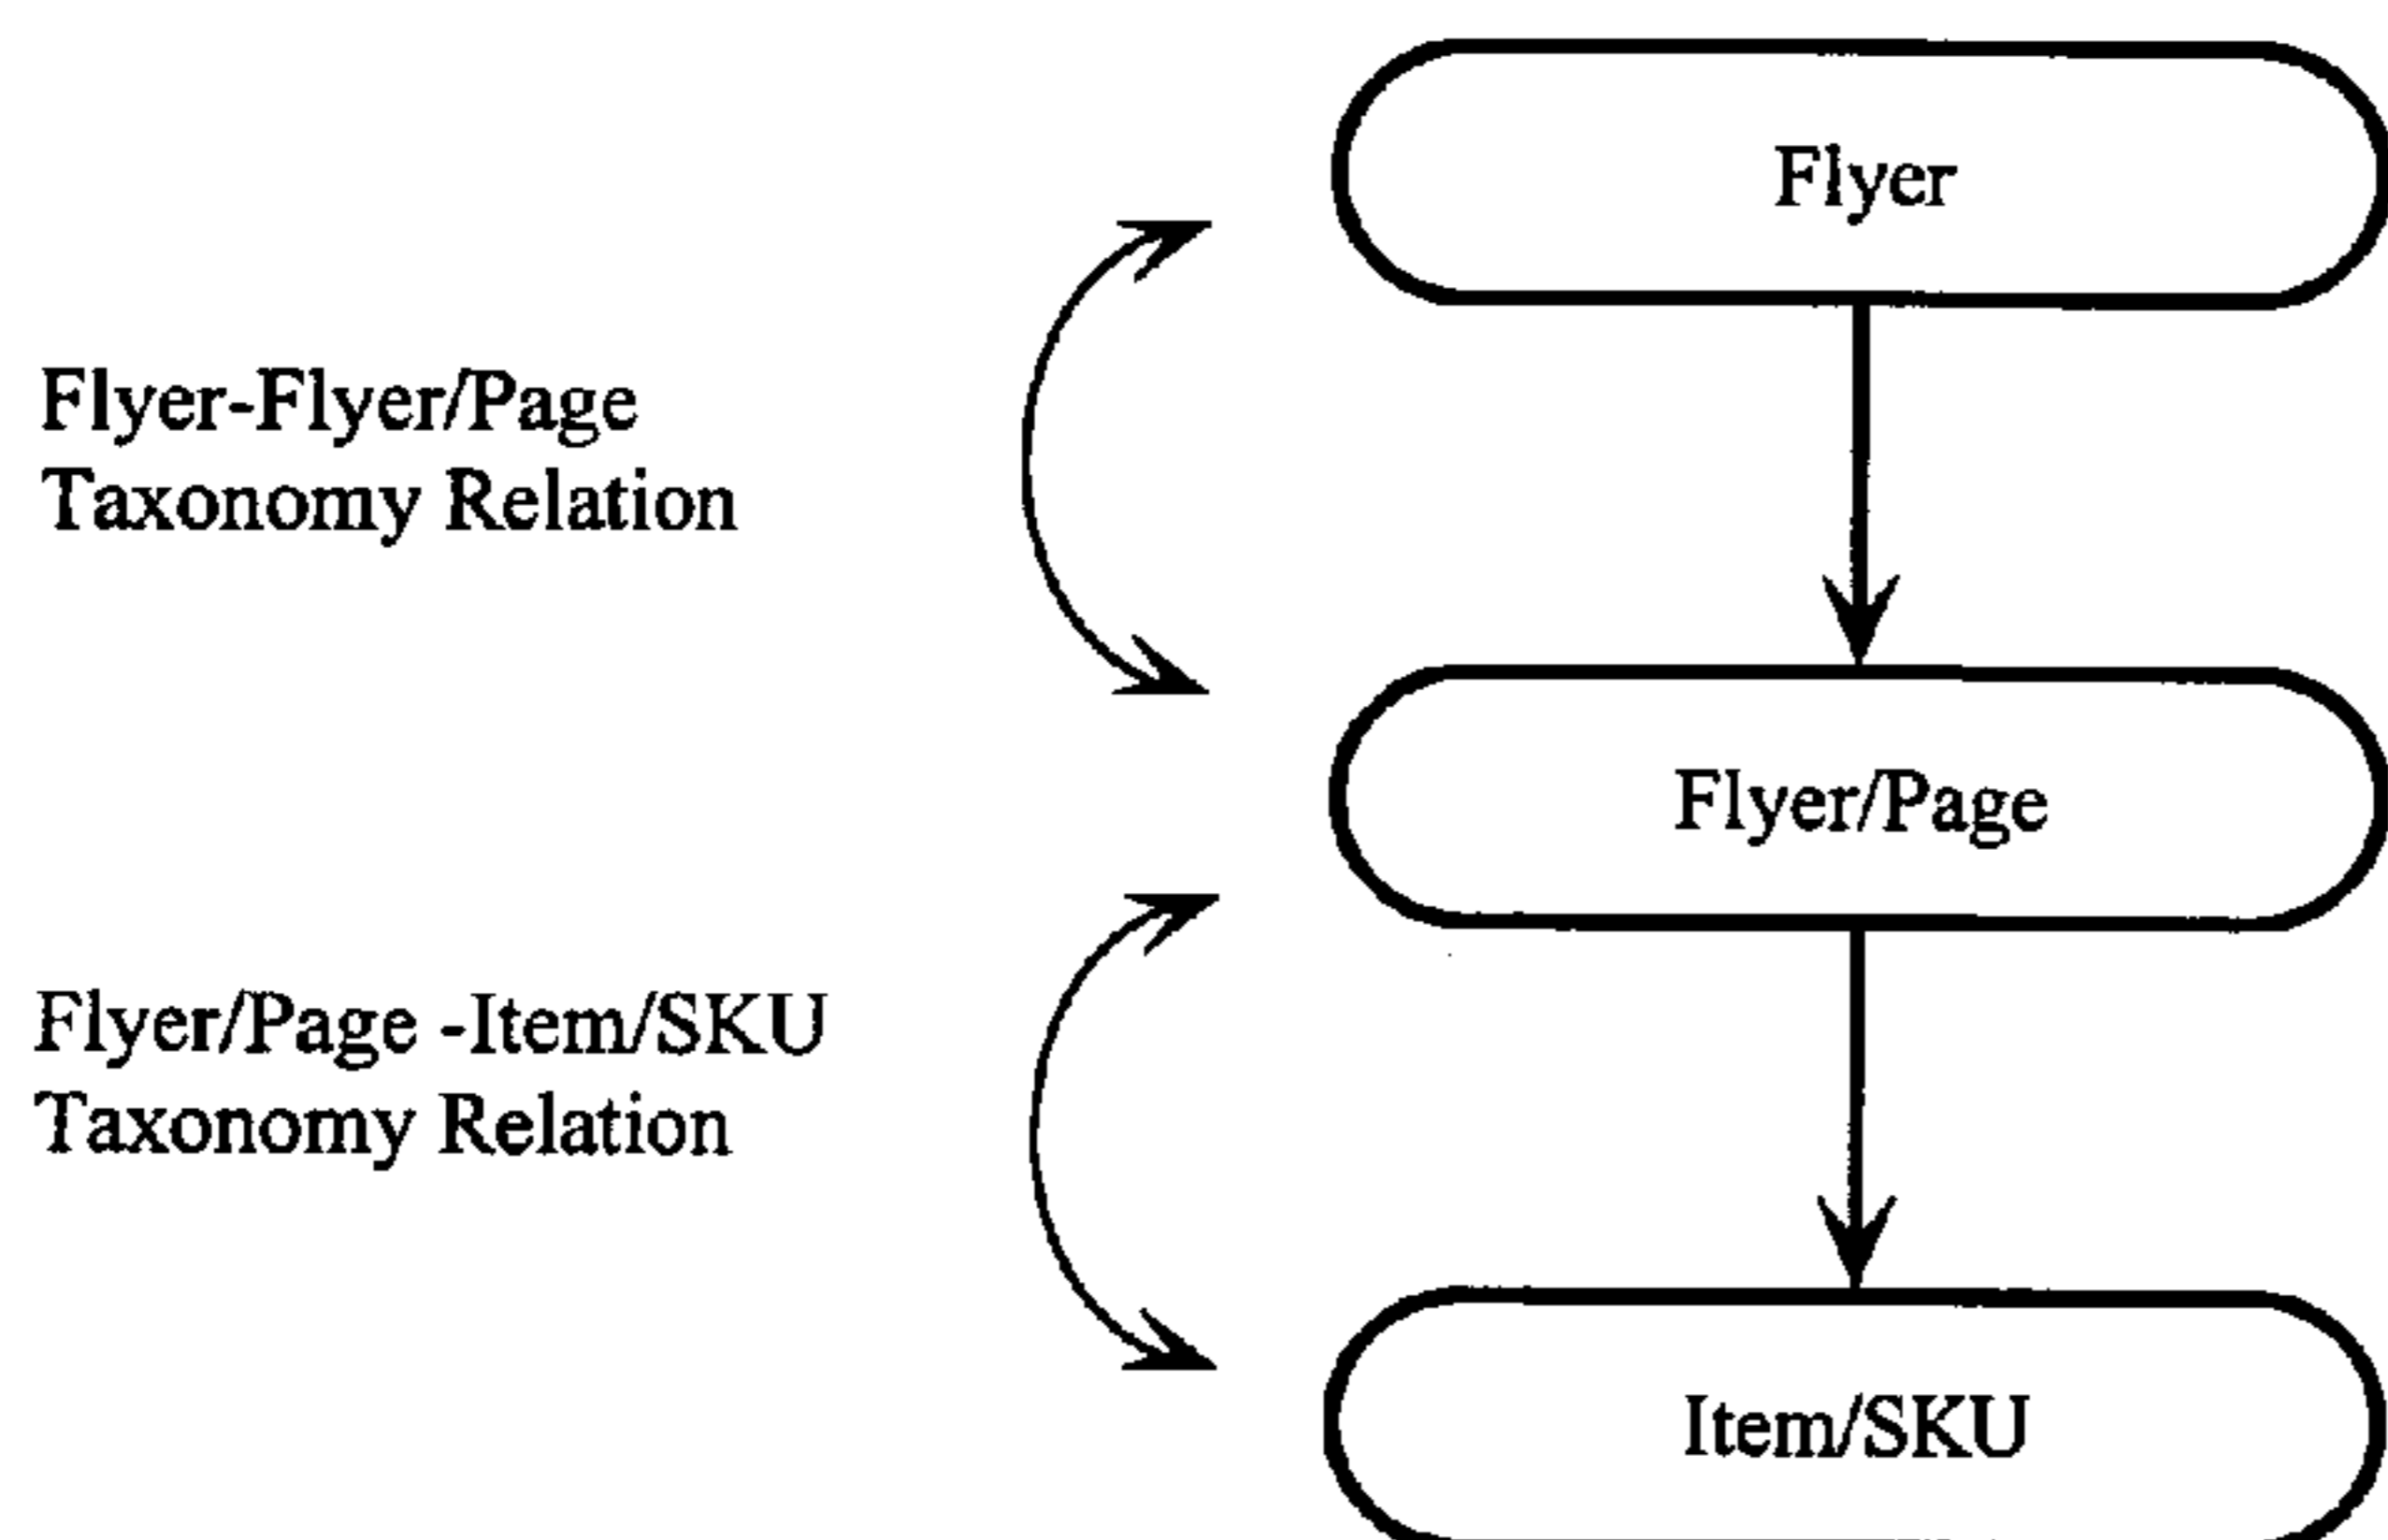 Flyer
Flyer-Flyer/Page
Taxonomy Relation
Flyer/Page
Flyer/Page -Item/SKU
Taxonomy Relation
Item/SKU